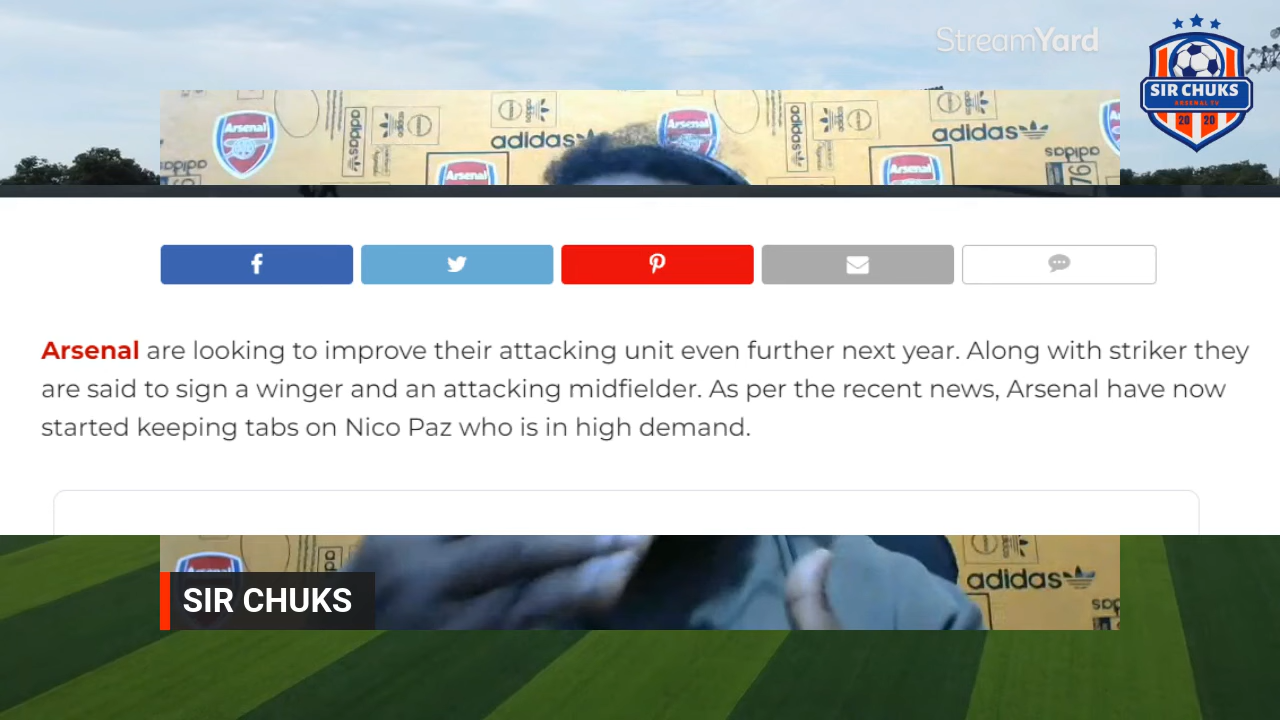 StreamYard
SIR CHUKS
ARSENAL TV
20 20
Arsenal
adidas
Arsenal
adidas
adidas
Arsenal
Arsenal
Arsenal are looking to improve their attacking unit even further next year. Along with striker they
are said to sign a winger and an attacking midfielder. As per the recent news, Arsenal have now
started keeping tabs on Nico Paz who is in high demand.
adidas
SIR CHUKS